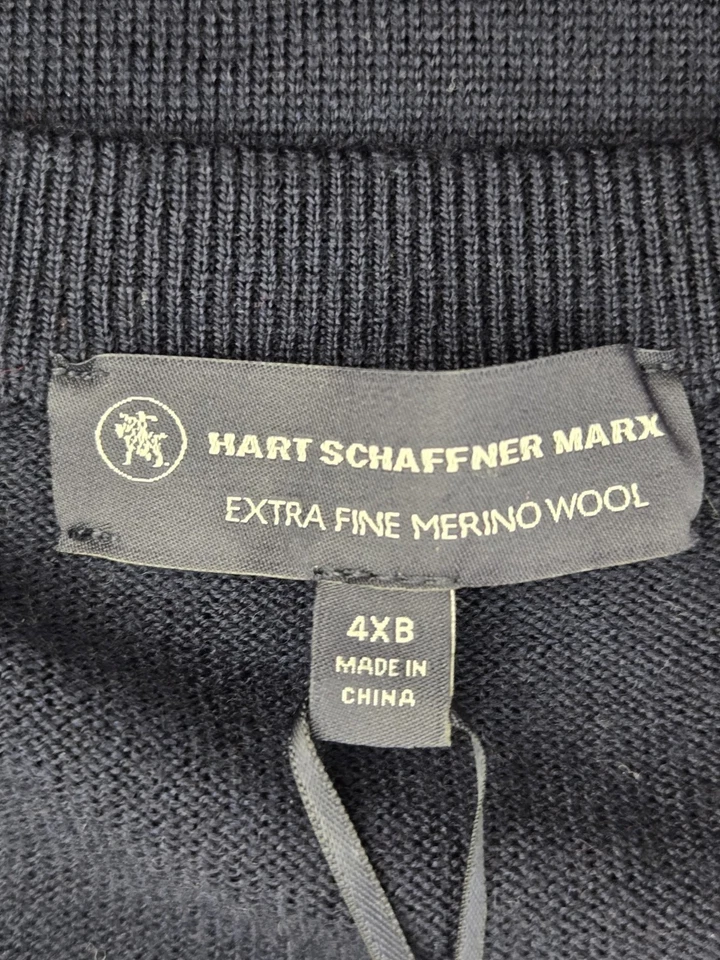 HART SCHAFFNER MARX
EXTRA FINE MERINO WOOL
4XB
MADE IN
CHINA